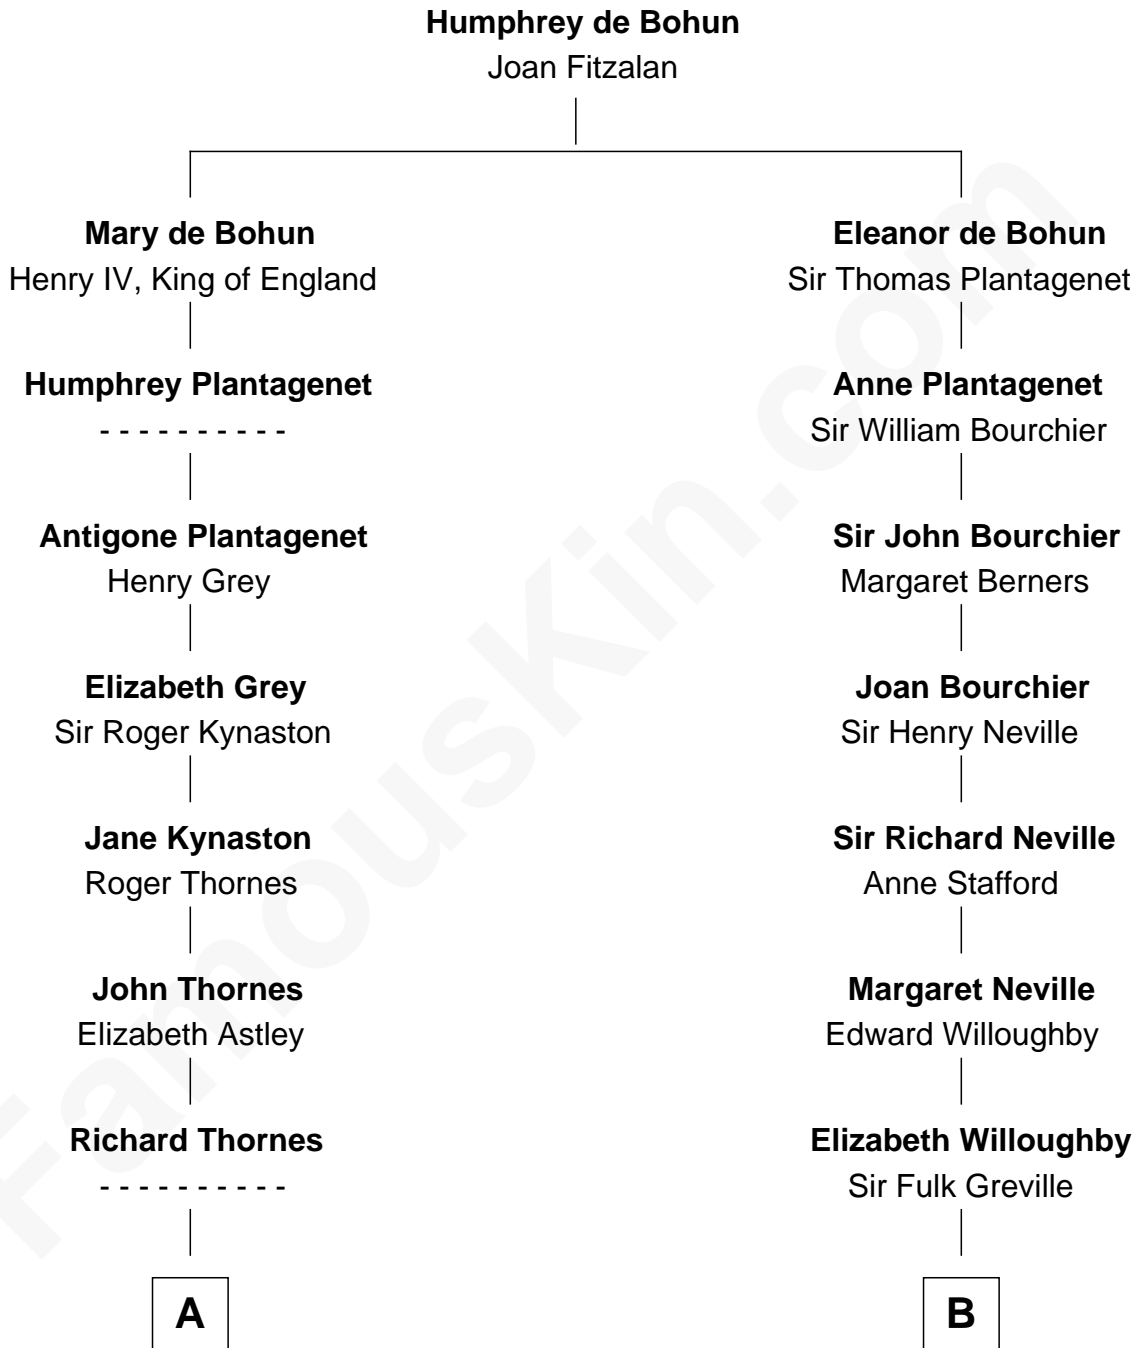 Humphrey de Bohun
Joan Fitzalan
Mary de Bohun
Henry IV, King of England
Humphrey Plantagenet
- - - - - - - - - -
Antigone Plantagenet
Henry Grey
Elizabeth Grey
Sir Roger Kynaston
Jane Kynaston
Roger Thornes
John Thornes
Elizabeth Astley
Richard Thornes
- - - - - - - - - -
A
Eleanor de Bohun
Sir Thomas Plantagenet
Anne Plantagenet
Sir William Bourchier
Sir John Bourchier
Margaret Berners
Joan Bourchier
Sir Henry Neville
Sir Richard Neville
Anne Stafford
Margaret Neville
Edward Willoughby
Elizabeth Willoughby
Sir Fulk Greville
B
FamousKin.com